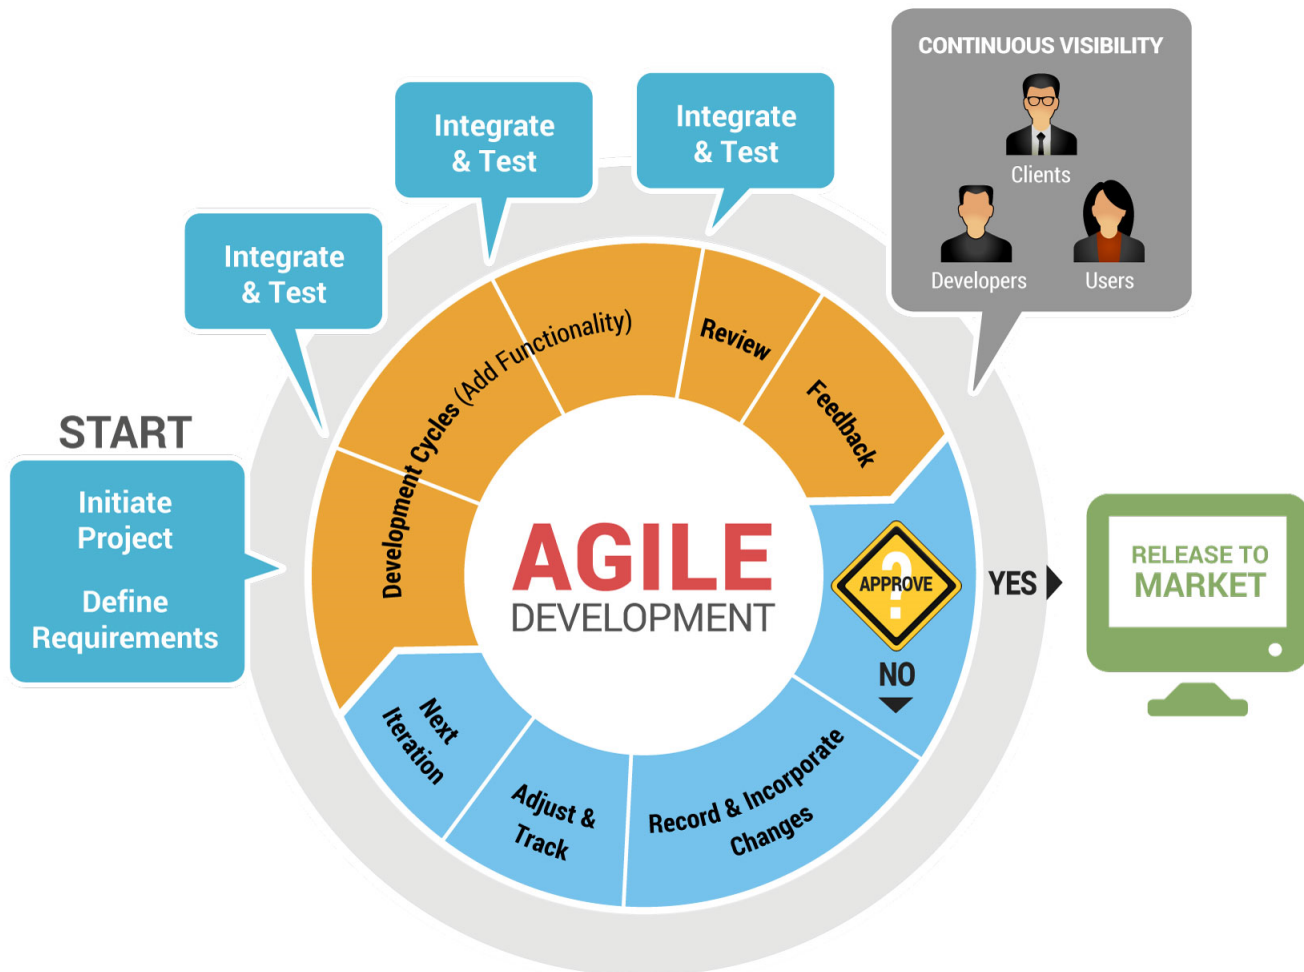 START
Initiate
Project
Define
Requirements
Integrate
& Test
Integrate
& Test
Integrate
& Test
CONTINUOUS VISIBILITY
Clients
Developers
Users
Development Cycles (Add Functionality)
Review
Feedback
?
APPROVE
YES
NO
RELEASE TO
MARKET
Record & Incorporate
Changes
Adjust &
Track
Next
Iteration
AGILE
DEVELOPMENT